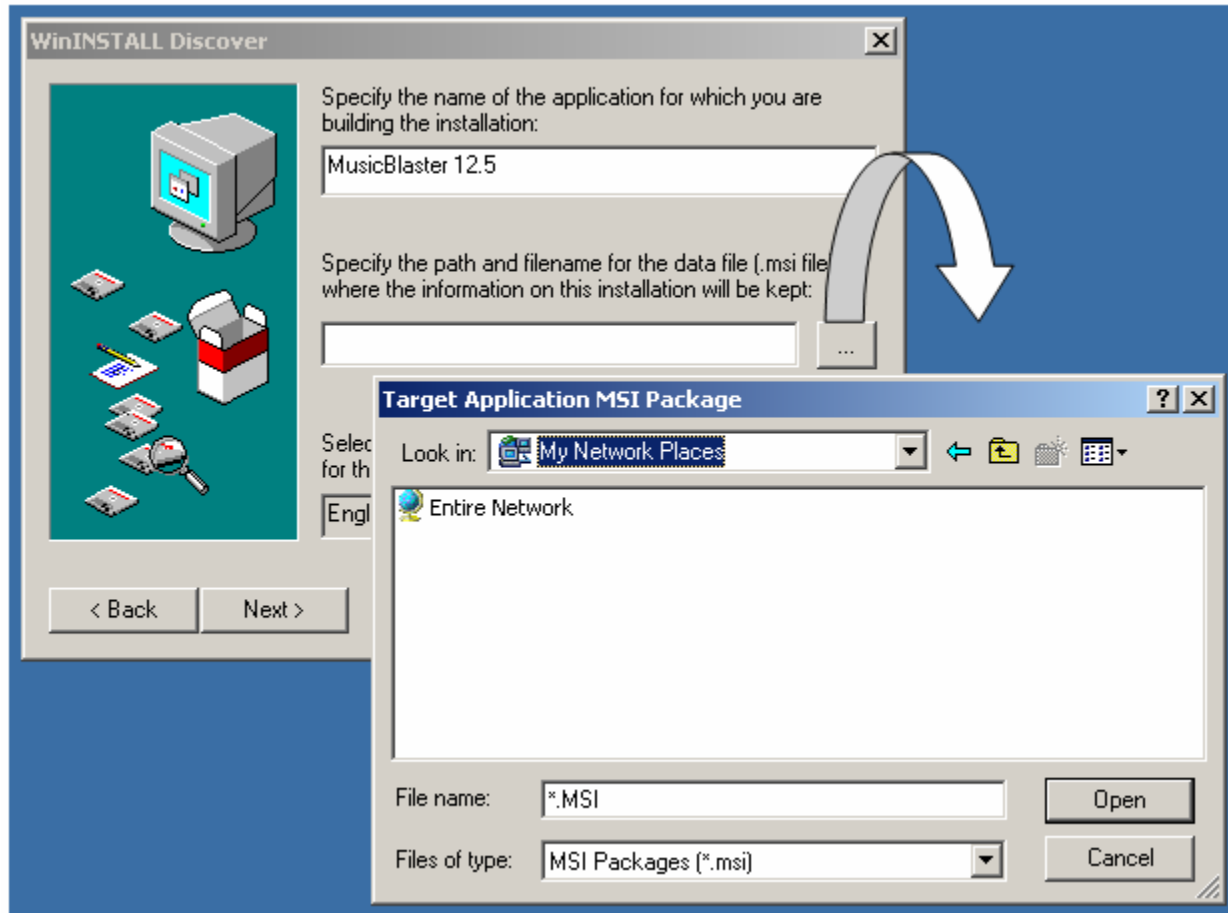 WinINSTALL Discover
Specify the name of the application for which you are
building the installation:
MusicBlaster 12.5
Specify the path and filename for the data file (.msi file
where the information on this installation will be kept:
...
Selec
for th
Engl
< Back
Next >
Target Application MSI Package
Look in:
My Network Places
Entire Network
File name:
*.MSI
Open
Files of type:
MSI Packages (*.msi)
Cancel